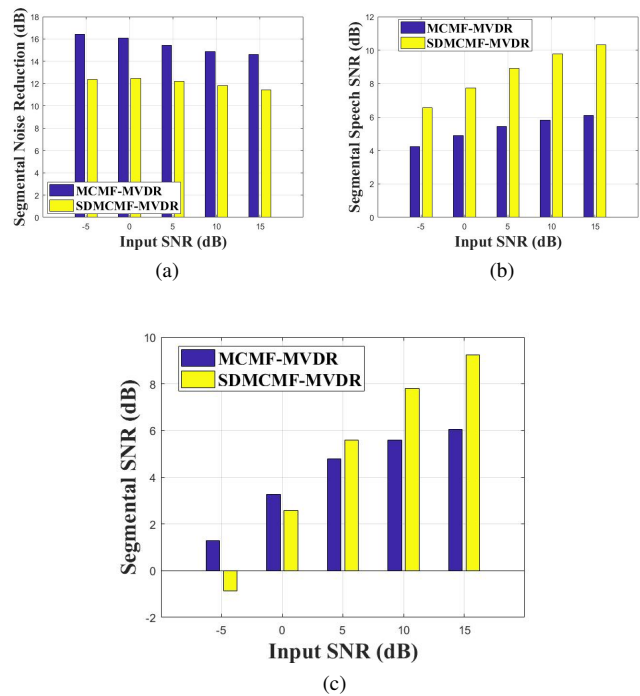 Segmental Noise Reduction (dB)
18
16
14
12
10
8
6
4
2
0
MCMF-MVDR
SDMCMF-MVDR
-5 0 5 10 15
Input SNR (dB)
(a)
Segmental Speech SNR (dB)
12
10
8
6
4
2
0
MCMF-MVDR
SDMCMF-MVDR
-5 0 5 10 15
Input SNR (dB)
(b)
Segmental SNR (dB)
10
8
6
4
2
0
-2
MCMF-MVDR
SDMCMF-MVDR
-5 0 5 10 15
Input SNR (dB)
(c)